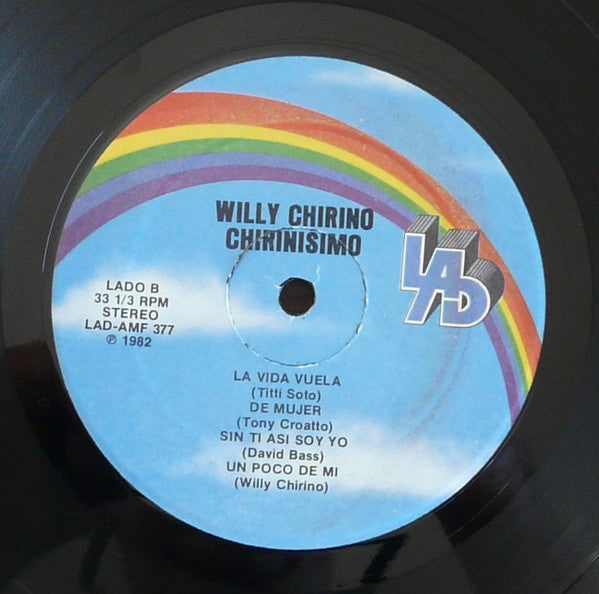 WILLY CHIRINO
CHIRINISIMO
LAD
LADO B
33 1/3 RPM
STEREO
LAD-AMF 377
℗ 1982
LA VIDA VUELA
(Titti Soto)
DE MUJER
(Tony Croatto)
SIN TI ASI SOY YO
(David Bass)
UN POCO DE MI
(Willy Chirino)